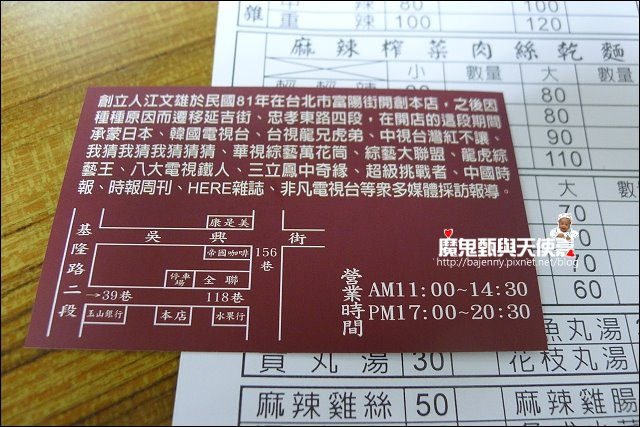 雞
辣 80 80
重辣 100 120
麻辣榨菜肉絲乾麵
小 數量 大 數量
80
80
90
110
大 數量
70
60
創立人江文雄於民國81年在台北市富陽街開創本店，之後因
種種原因而遷移延吉街、忠孝東路四段，在開店的這段期間
承蒙日本、韓國電視台、台視龍兄虎弟、中視台灣紅不讓、
我猜我猜我猜猜猜、華視綜藝萬花筒、綜藝大聯盟、龍虎綜
藝王、八大電視鐵人、三立鳳中奇緣、超級挑戰者、中國時
報、時報周刊、HERE雜誌、非凡電視台等眾多媒體採訪報導。
基隆路二段
康是美
吳興街
帝國咖啡
156巷
停車場
全聯
39巷
118巷
玉山銀行
本店
水果行
營業時間
AM11:00~14:30
PM17:00~20:30
魔鬼甄與天使嘉
http://bajenny.pixnet.net/blog
貢丸湯 30 花枝丸湯
魚丸湯
麻辣雞絲 50 麻辣雞腸